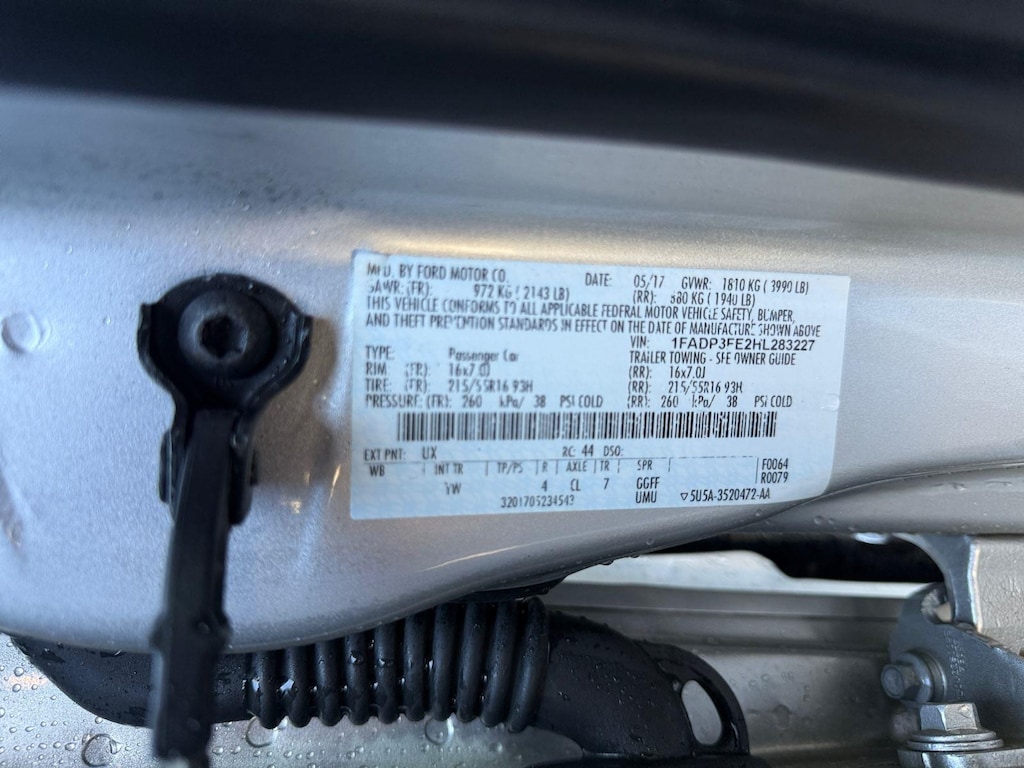 MFD. BY FORD MOTOR CO. DATE: 05/17 GVWR: 1810 KG ( 3990 LB)
GAWR: (FR): 972 KG ( 2143 LB) (RR): 880 KG ( 1940 LB)
THIS VEHICLE CONFORMS TO ALL APPLICABLE FEDERAL MOTOR VEHICLE SAFETY, BUMPER,
AND THEFT PREVENTION STANDARDS IN EFFECT ON THE DATE OF MANUFACTURE SHOWN ABOVE
VIN: 1FADP3FE2HL283227
TYPE: Passenger Car TRAILER TOWING - SEE OWNER GUIDE
RIM (FR): 16x7.0J (RR): 16x7.0J
TIRE: (FR): 215/55R16 93H (RR): 215/55R16 93H
PRESSURE: (FR): 260 kPa/ 38 PSI COLD (RR): 260 kPa/ 38 PSI COLD
EXT PNT: UX RC: 44 DSO:
WB INT TR TP/PS R AXLE TR SPR F0064
YW 4 CL 7 GGFF R0079
3201705234543 UMU ▽5U5A-3520472-AA